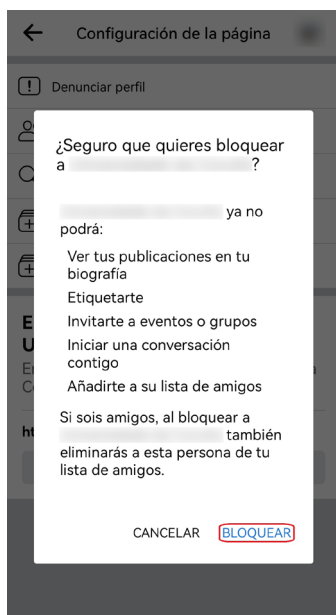 Configuración de la página
Denunciar perfil
¿Seguro que quieres bloquear
a ?
ya no
podrá:
Ver tus publicaciones en tu
biografía
Etiquetarte
Invitarte a eventos o grupos
Iniciar una conversación
contigo
Añadirte a su lista de amigos
Si sois amigos, al bloquear a
también
eliminarás a esta persona de tu
lista de amigos.
CANCELAR BLOQUEAR